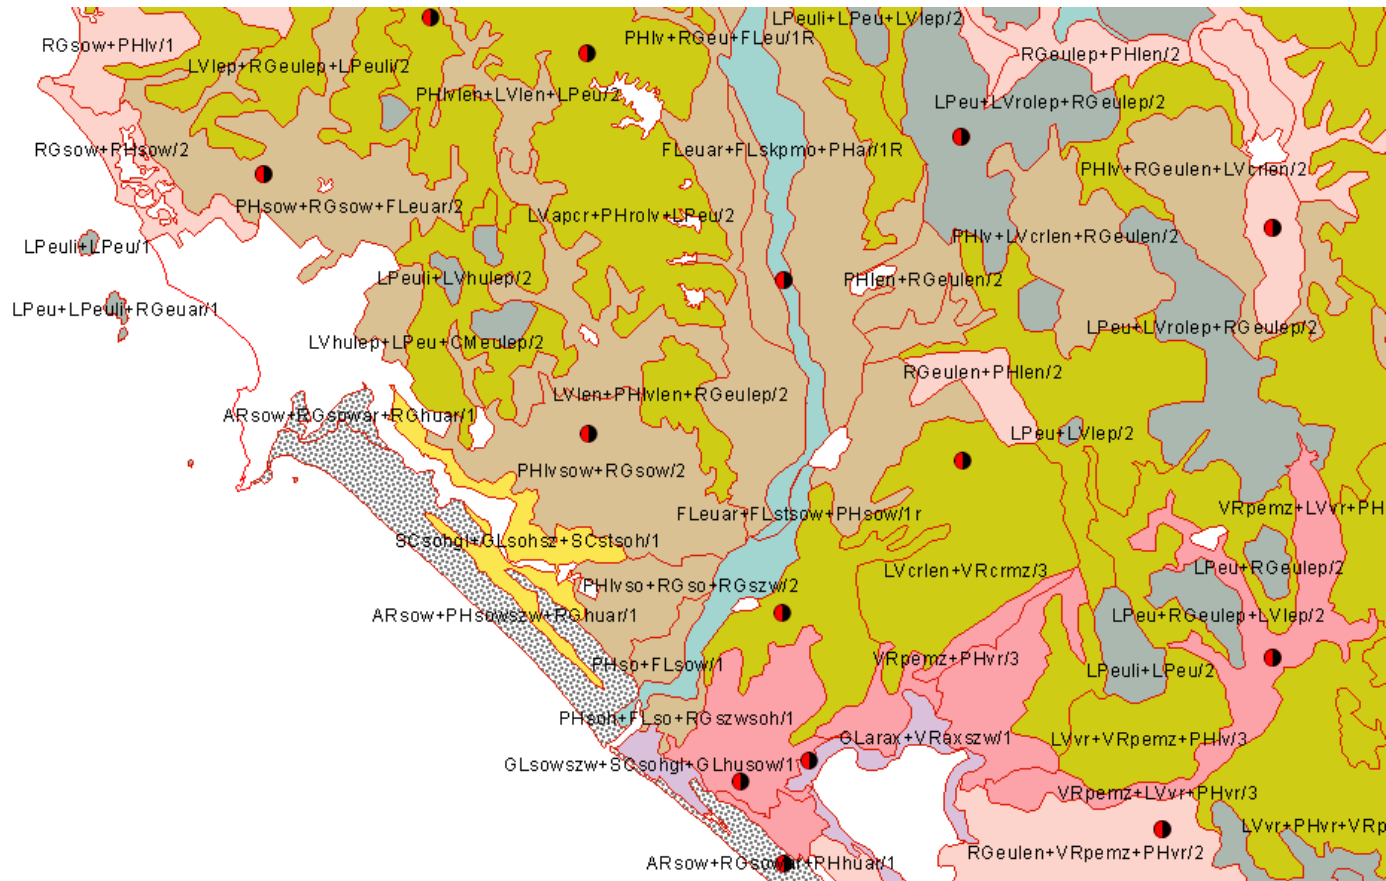 LPeuli+LPeu+LVlep/2
RGsow+PHlv/1
PHlv+RGeu+FLeu/1R
RGeulep+PHlen/2
LVlep+RGeulep+LPeuli/2
PHlvlen+LVlen+LPeu/2
LPeu+LVrolep+RGeulep/2
RGsow+PHsow/2
FLeuar+FLskpmo+PHar/1R
PHlv+RGeulen+LVcrlen/2
PHsow+RGsow+FLeuar/2
LVapcr+PHrolv+LPeu/2
LPeuli+LPeu/1
PHlv+LVcrlen+RGeulen/2
LPeuli+LVhulep/2
PHlen+RGeulen/2
LPeu+LPeuli+RGeuar/1
LPeu+LVrolep+RGeulep/2
LVhulep+LPeu+CMeulep/2
RGeulen+PHlen/2
LVlen+PHlvlen+RGeulep/2
ARsow+RGsowar+RGhuar/1
LPeu+LVlep/2
PHlvsow+RGsow/2
VRpemz+LVvr+PH
FLeuar+FLstsow+PHsow/1r
SCsohgl+GLsohsz+SCstsoh/1
LVcrlen+VRcrmz/3
LPeu+RGeulep/2
PHlvso+RGso+RGszw/2
ARsow+PHsowszw+RGhuar/1
LPeu+RGeulep+LVlep/2
PHso+FLsow/1
VRpemz+PHvr/3
LPeuli+LPeu/2
PHsoh+FLso+RGszwsoh/1
GLarax+VRaxszw/1
LVvr+VRpemz+PHlv/3
GLsowszw+SCsohgl+GLhusow/1
VRpemz+LVvr+PHvr/3
LVvr+PHvr+VRp
RGeulen+VRpemz+PHvr/2
ARsow+RGsowar+PHhuar/1